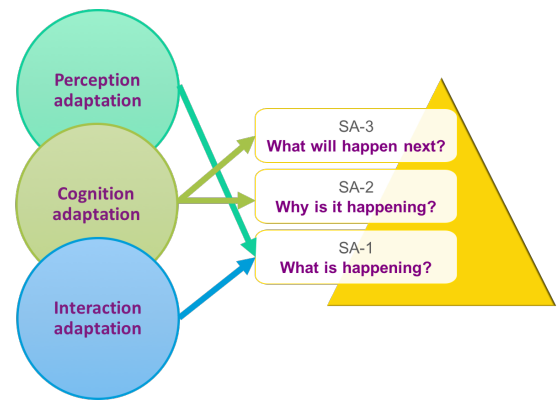 Perception
adaptation
Cognition
adaptation
Interaction
adaptation
SA-3
What will happen next?
SA-2
Why is it happening?
SA-1
What is happening?